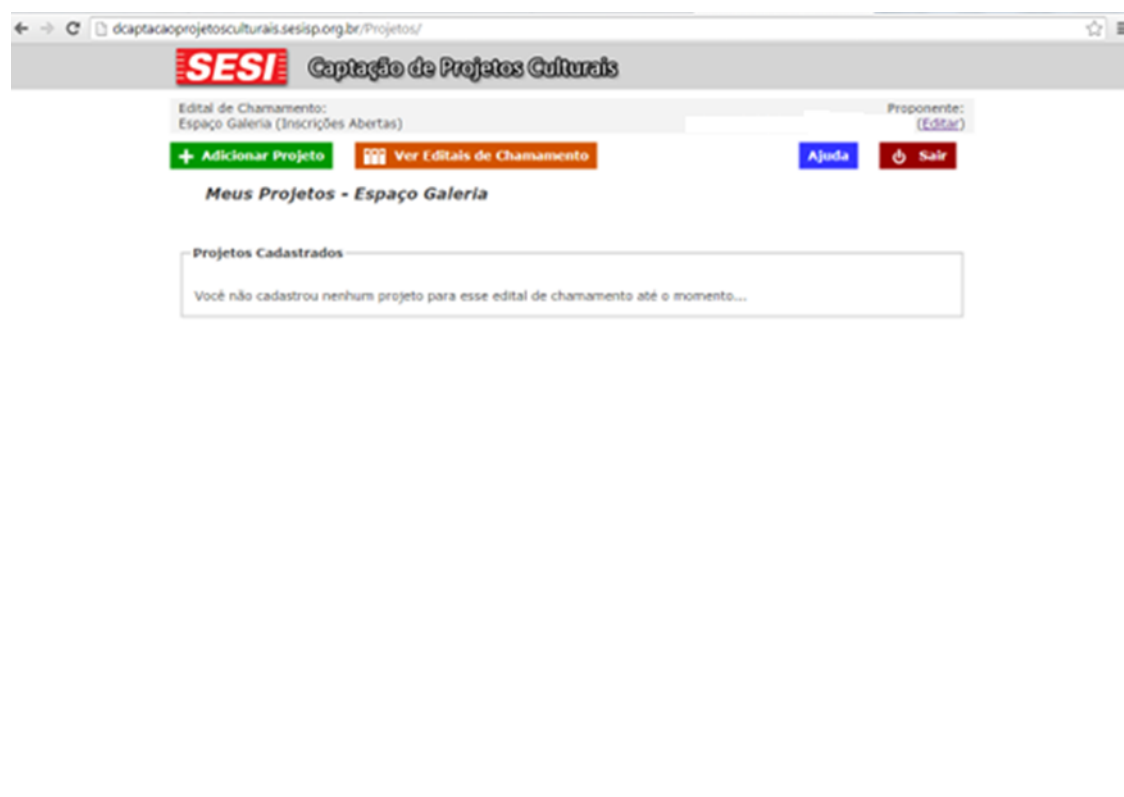 dcaptacaoprojetosculturais.sesisp.org.br/Projetos/
SESI Captação de Projetos Culturais
Edital de Chamamento: Proponente:
Espaço Galeria (Inscrições Abertas) (Editar)
Adicionar Projeto Ver Editais de Chamamento Ajuda Sair
Meus Projetos - Espaço Galeria
Projetos Cadastrados
Você não cadastrou nenhum projeto para esse edital de chamamento até o momento...